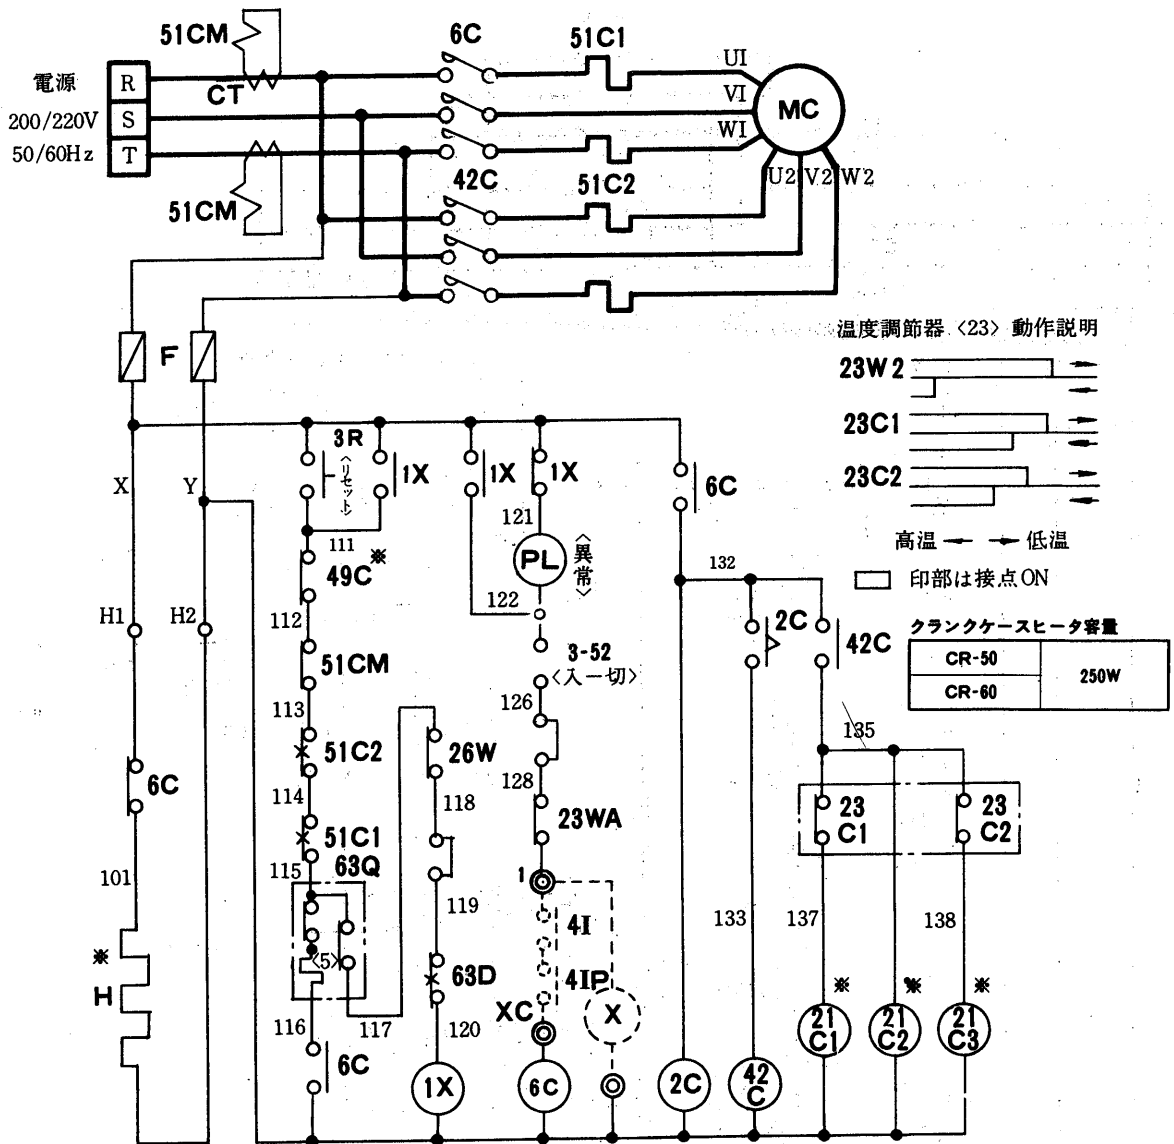 51CM
6C
51C1
U1
電源
R
CT
V1
MC
200/220V
S
W1
50/60Hz
T
42C
51C2
U2
V2
W2
51CM
F
温度調節器〈23〉動作説明
23W2
23C1
23C2
高温 ← → 低温
印部は接点ON
クランクケースヒータ容量
CR-50
CR-60
250W
3R
〈リセット〉
1X
1X
1X
6C
X
Y
121
111
49C※
PL
〈異常〉
132
122
H1
H2
112
2C
42C
51CM
3-52
〈入ー切〉
113
126
135
51C2
26W
6C
128
114
118
23WA
23
C1
23
C2
51C1
115
63Q
101
1
119
4I
133
137
138
※
H
〈5〉
63D
4IP
XC
X
※
※
※
116
117
120
21
C1
21
C2
21
C3
6C
1X
6C
2C
42
C